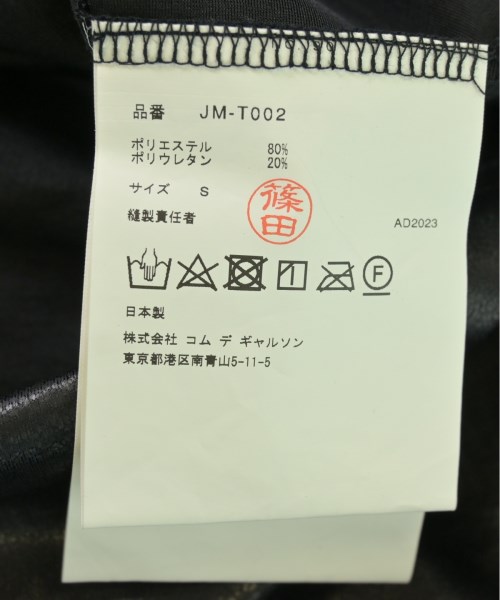 品番 JM-T002
ポリエステル 80%
ポリウレタン 20%
サイズ S
篠田
縫製責任者
AD2023
F
日本製
株式会社 コム デ ギャルソン
東京都港区南青山5-11-5